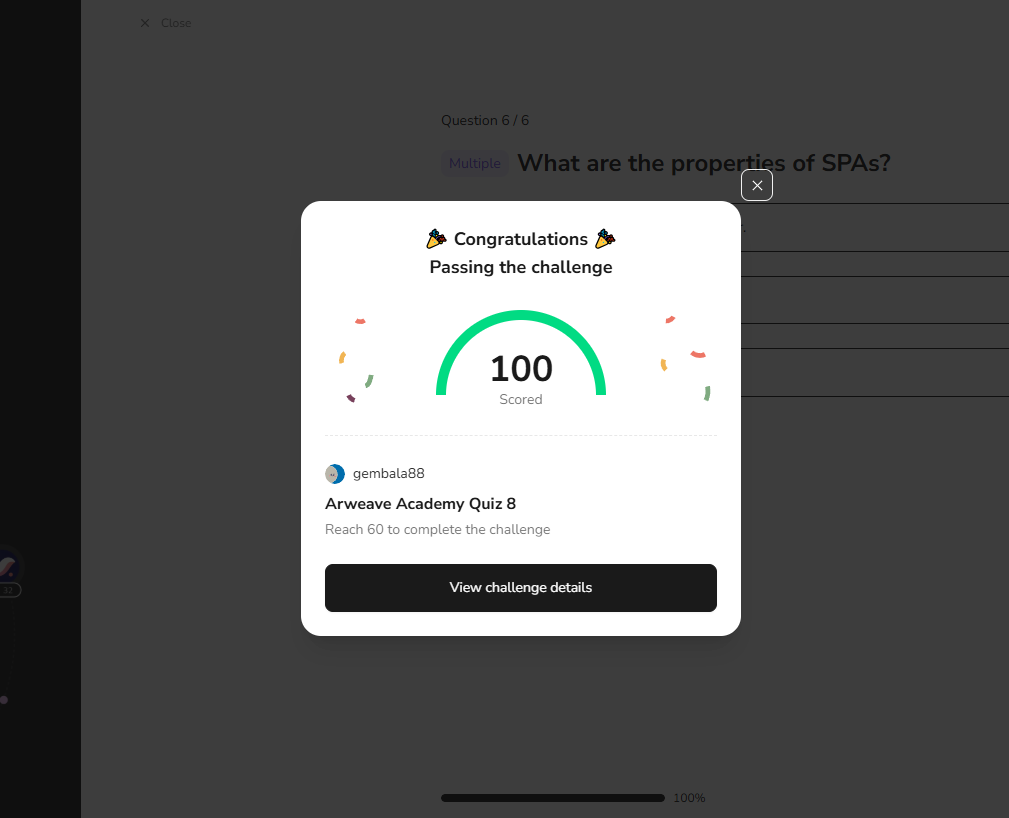 Close
Question 6 / 6
Multiple What are the properties of SPAs?
Congratulations
Passing the challenge
100
Scored
gembala88
Arweave Academy Quiz 8
Reach 60 to complete the challenge
View challenge details
32
100%